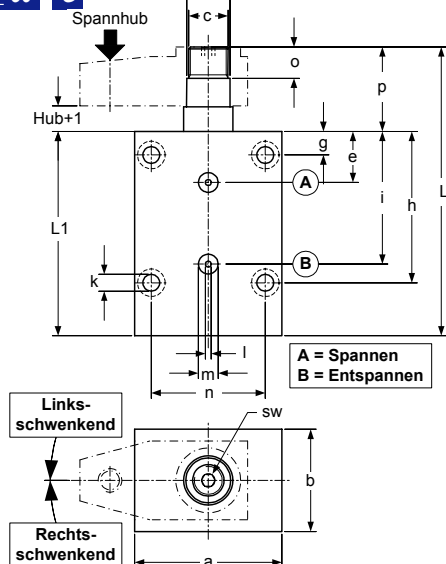 c
Spannhub
o
p
Hub+1
g
e
A
L
i
h
L1
B
k
l
m
n
A = Spannen
B = Entspannen
Links-
schwenkend
sw
b
Rechts-
schwenkend
a